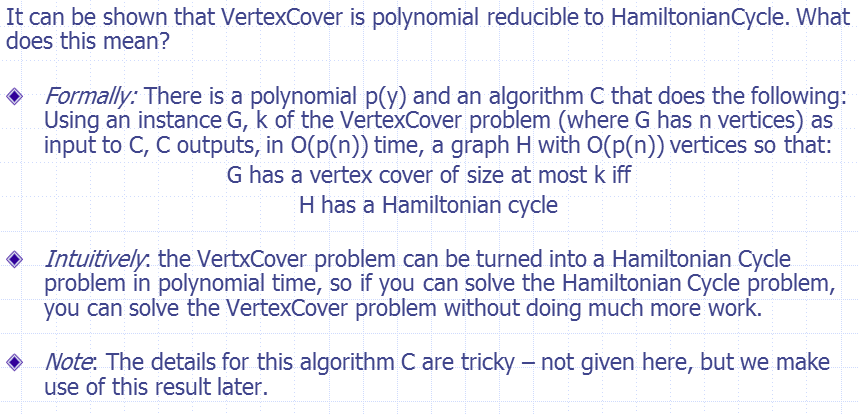 It can be shown that VertexCover is polynomial reducible to HamiltonianCycle. What
does this mean?
Formally: There is a polynomial p(y) and an algorithm C that does the following:
Using an instance G, k of the VertexCover problem (where G has n vertices) as
input to C, C outputs, in O(p(n)) time, a graph H with O(p(n)) vertices so that:
G has a vertex cover of size at most k iff
H has a Hamiltonian cycle
Intuitively: the VertxCover problem can be turned into a Hamiltonian Cycle
problem in polynomial time, so if you can solve the Hamiltonian Cycle problem,
you can solve the VertexCover problem without doing much more work.
Note: The details for this algorithm C are tricky – not given here, but we make
use of this result later.